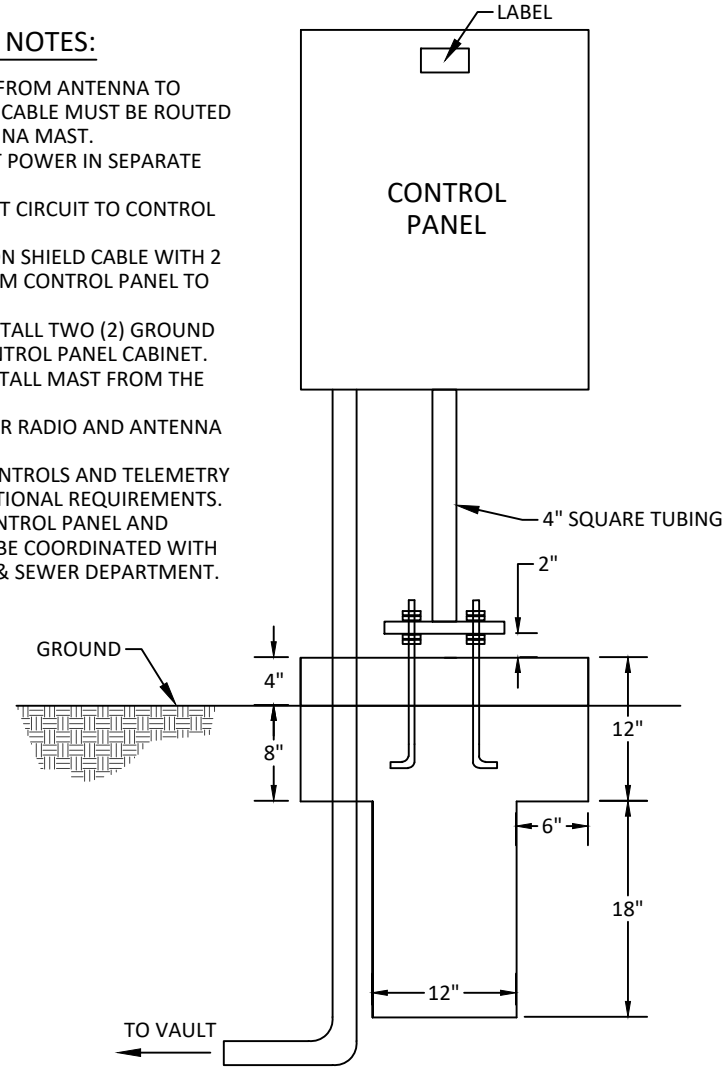 NOTES:
FROM ANTENNA TO
CABLE MUST BE ROUTED
NA MAST.
T POWER IN SEPARATE
T CIRCUIT TO CONTROL
ON SHIELD CABLE WITH 2
M CONTROL PANEL TO
TALL TWO (2) GROUND
NTROL PANEL CABINET.
TALL MAST FROM THE
R RADIO AND ANTENNA
NTROLS AND TELEMETRY
TIONAL REQUIREMENTS.
NTROL PANEL AND
BE COORDINATED WITH
& SEWER DEPARTMENT.
LABEL
CONTROL
PANEL
4" SQUARE TUBING
2"
GROUND
4"
8"
12"
6"
18"
12"
TO VAULT